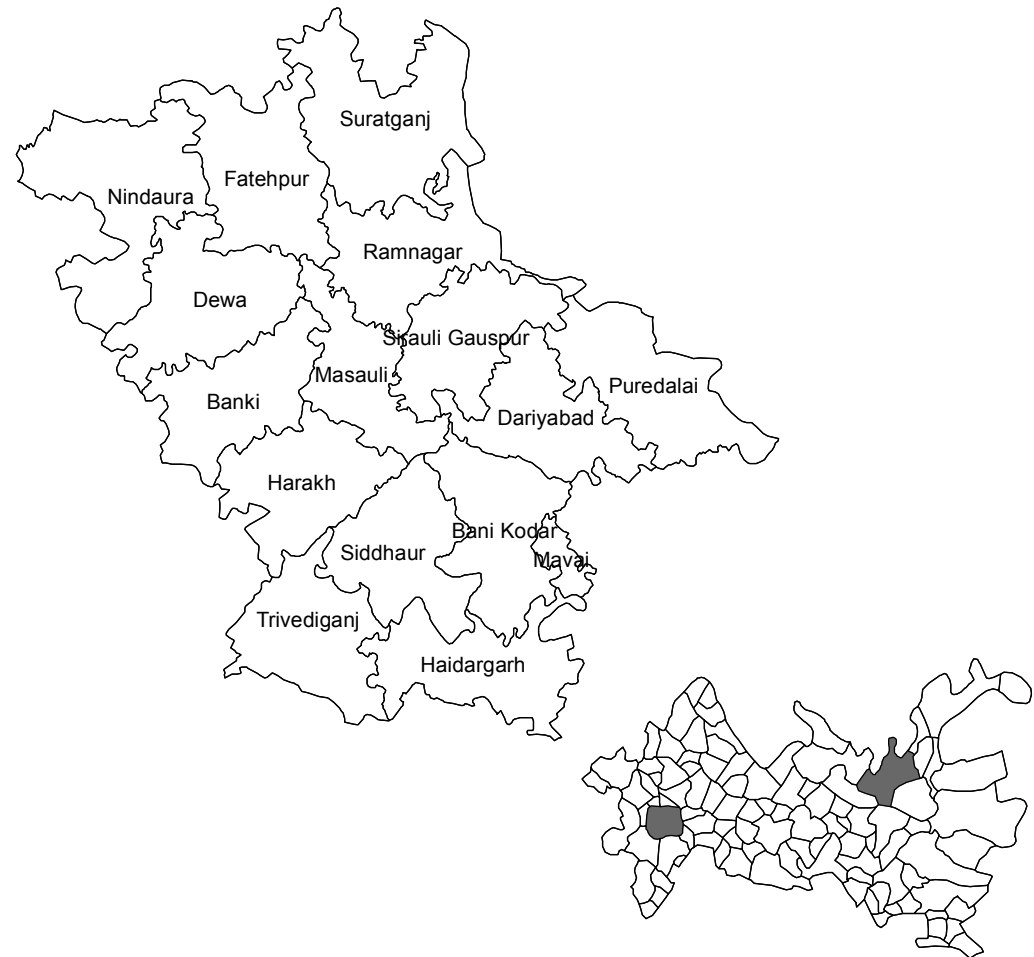 Suratganj
Fatehpur
Nindaura
Ramnagar
Dewa
Sirauli Gauspur
Masauli
Puredalai
Banki
Dariyabad
Harakh
Bani Kodar
Siddhaur
Mavai
Trivediganj
Haidargarh